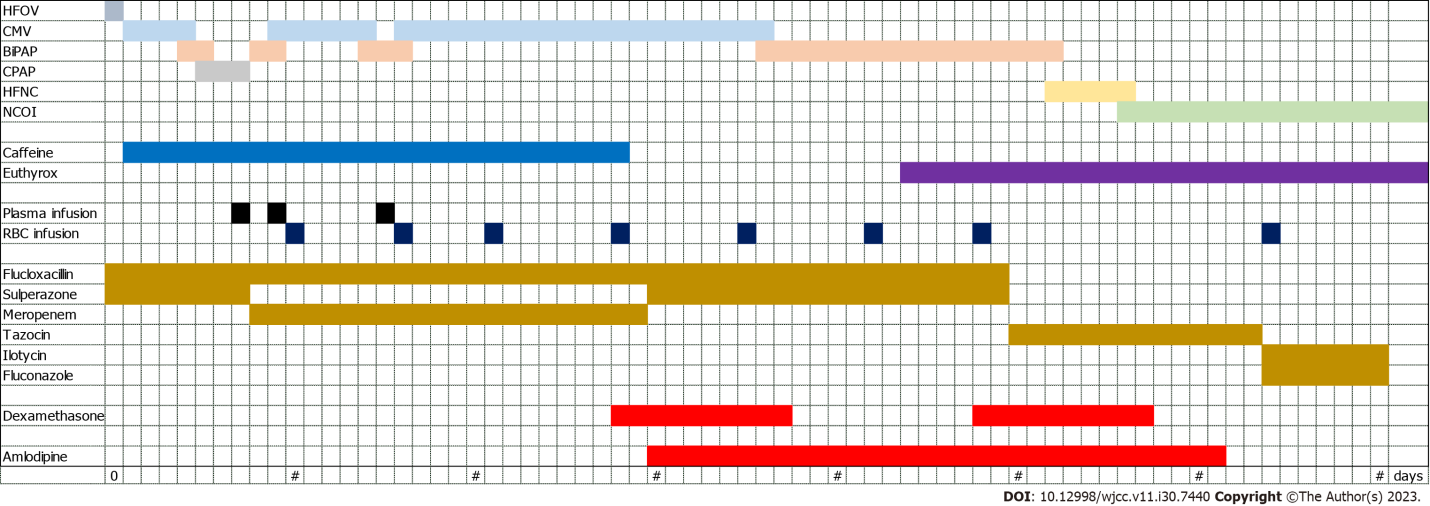 HFOV
CMV
BiPAP
CPAP
HFNC
NCOI
Caffeine
Euthyrox
Plasma infusion
RBC infusion
Flucloxacillin
Sulperazone
Meropenem
Tazocin
Ilotycin
Fluconazole
Dexamethasone
Amlodipine
0 # # # # # # # days
DOI: 10.12998/wjcc.v11.i30.7440 Copyright ©The Author(s) 2023.